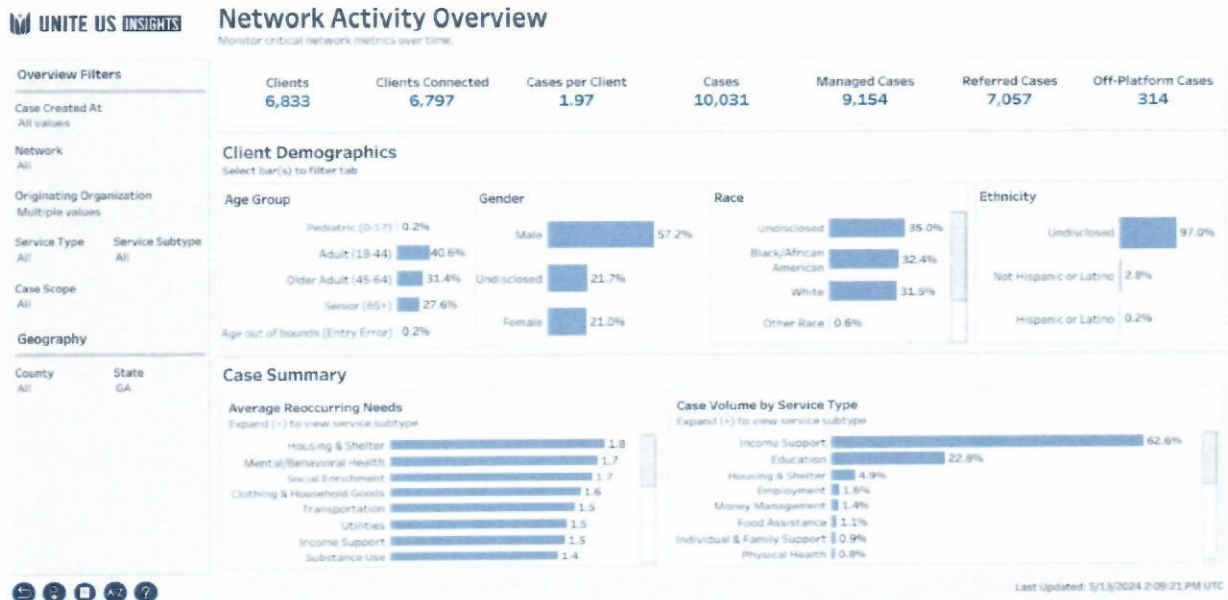 UNITE US INSIGHTS
Network Activity Overview
Monitor critical network metrics over time.
Overview Filters
Case Created At
All values
Network
All
Originating Organization
Multiple values
Service Type Service Subtype
All All
Case Scope
All
Geography
County State
All GA
Clients Clients Connected Cases per Client Cases Managed Cases Referred Cases Off-Platform Cases
6,833 6,797 1.97 10,031 9,154 7,057 314
Client Demographics
Select bar(s) to filter tab
Age Group
Pediatric (0-17) 0.2%
Adult (18-44) 40.6%
Older Adult (45-64) 31.4%
Senior (65+) 27.6%
Age out of bounds (Entry Error) 0.2%
Gender
Male 57.2%
Undisclosed 21.7%
Female 21.0%
Race
Undisclosed 35.0%
Black/African
American 32.4%
White 31.5%
Other Race 0.6%
Ethnicity
Undisclosed 97.0%
Not Hispanic or Latino 2.8%
Hispanic or Latino 0.2%
Case Summary
Average Reoccurring Needs
Expand (+) to view service subtype
Housing & Shelter 1.8
Mental/Behavioral Health 1.7
Social Enrichment 1.7
Clothing & Household Goods 1.6
Transportation 1.5
Utilities 1.5
Income Support 1.5
Substance Use 1.4
Case Volume by Service Type
Expand (+) to view service subtype
Income Support 62.6%
Education 22.8%
Housing & Shelter 4.9%
Employment 1.6%
Money Management 1.4%
Food Assistance 1.1%
Individual & Family Support 0.9%
Physical Health 0.8%
A-Z ?
Last Updated: 5/13/2024 2:09:21 PM UTC